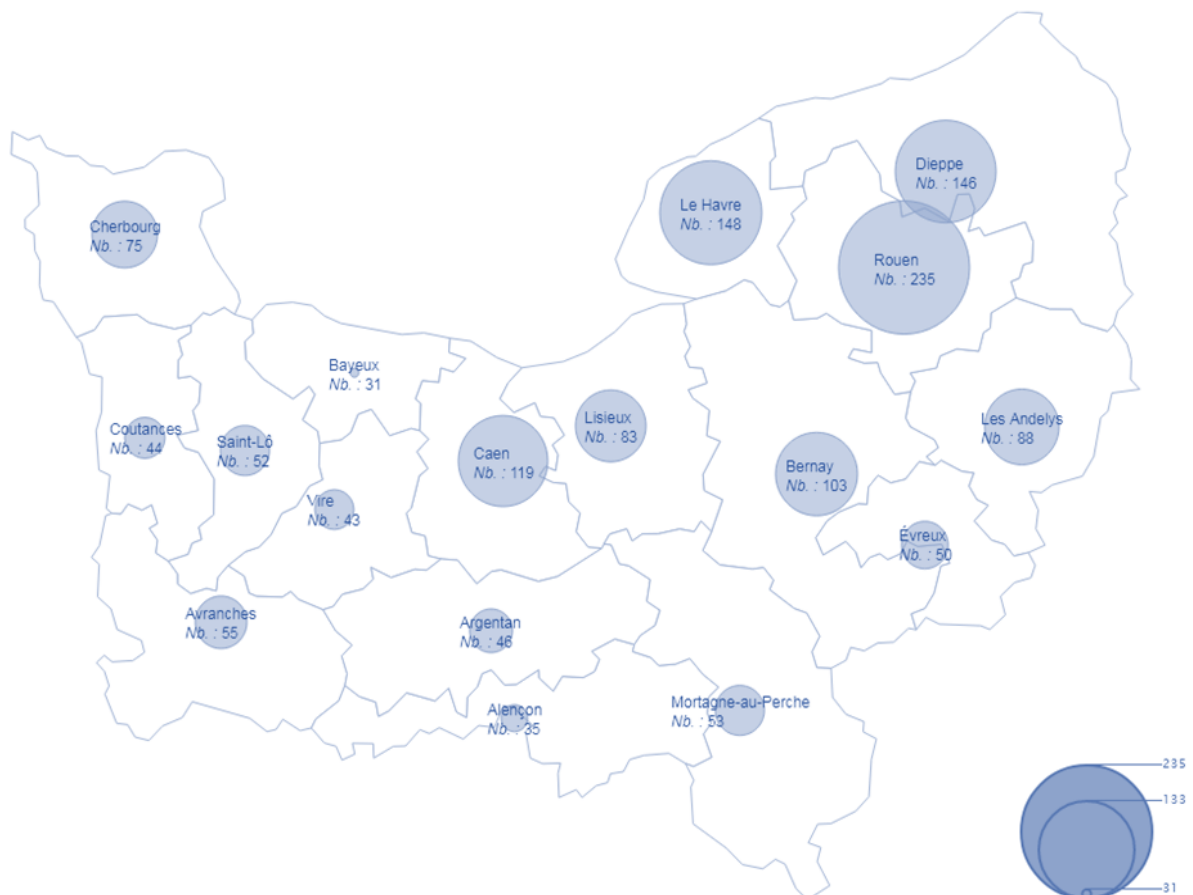 Dieppe
Nb. : 146
Le Havre
Nb. : 148
Cherbourg
Nb. : 75
Rouen
Nb. : 235
Bayeux
Nb. : 31
Coutances
Nb. : 44
Saint-Lô
Nb. : 52
Caen
Nb. : 119
Lisieux
Nb. : 83
Les Andelys
Nb. : 88
Bernay
Nb. : 103
Vire
Nb. : 43
Évreux
Nb. : 50
Avranches
Nb. : 55
Argentan
Nb. : 46
Alençon
Nb. : 35
Mortagne-au-Perche
Nb. : 53
235
133
31